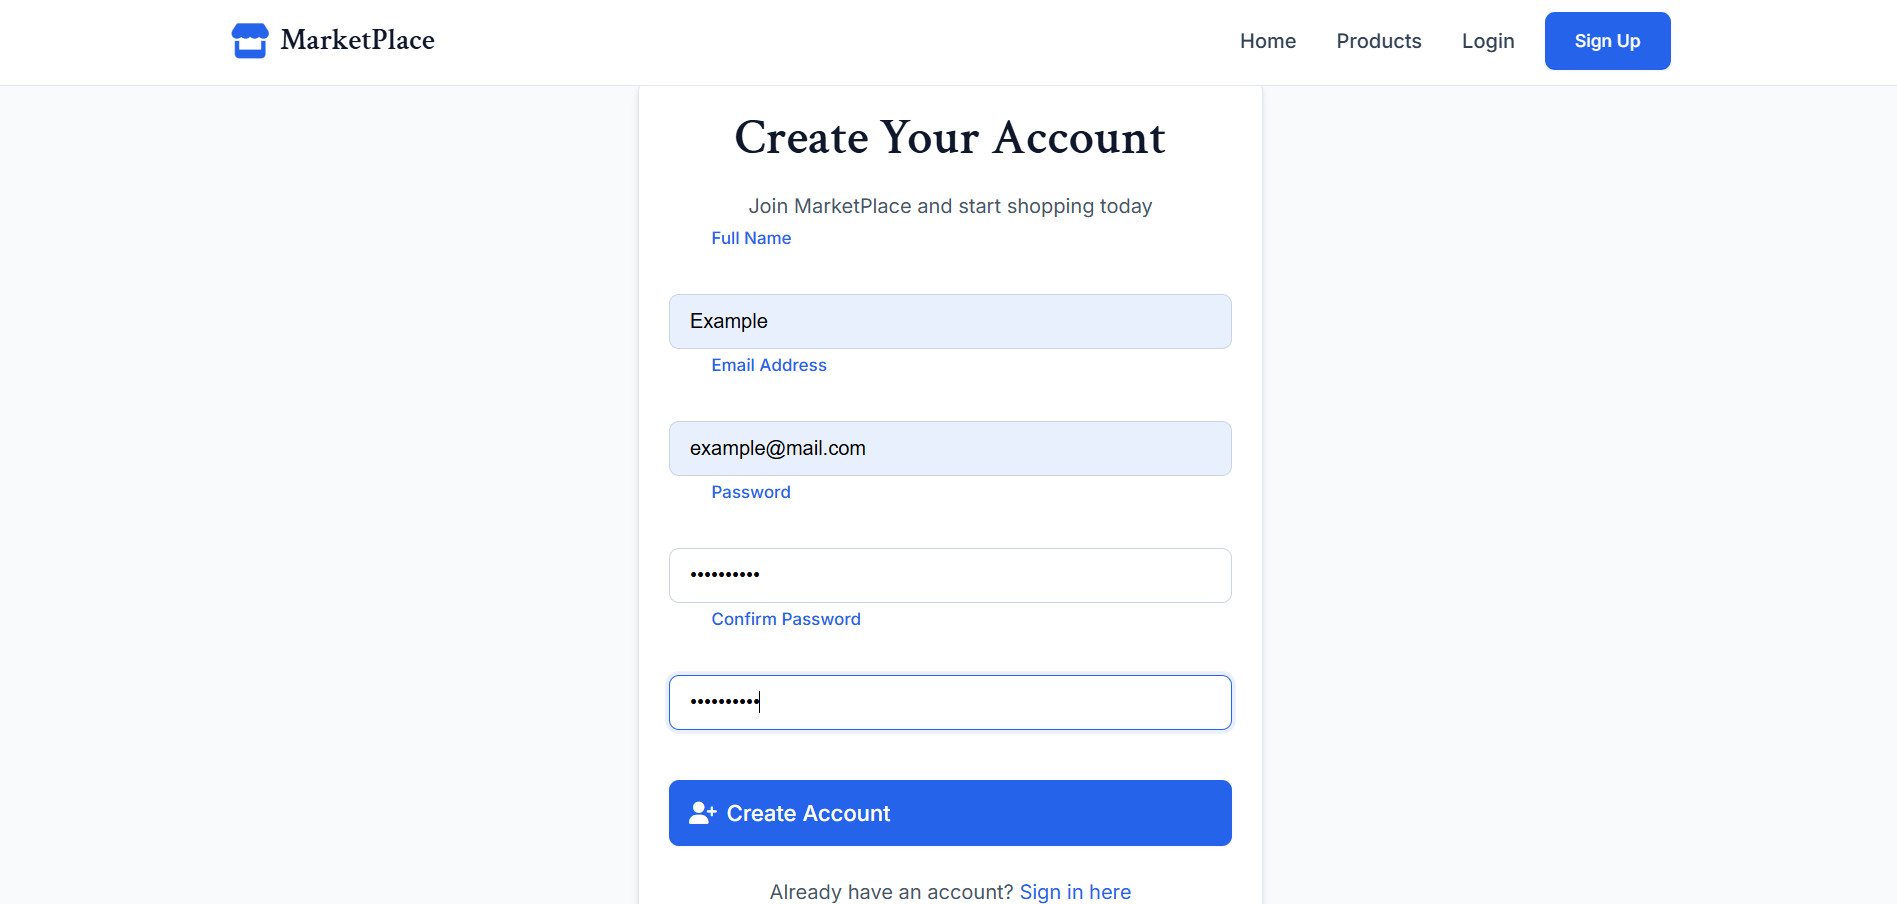 MarketPlace
Home Products Login Sign Up
Create Your Account
Join MarketPlace and start shopping today
Full Name
Example
Email Address
example@mail.com
Password
••••••••••
Confirm Password
••••••••••
Create Account
Already have an account? Sign in here